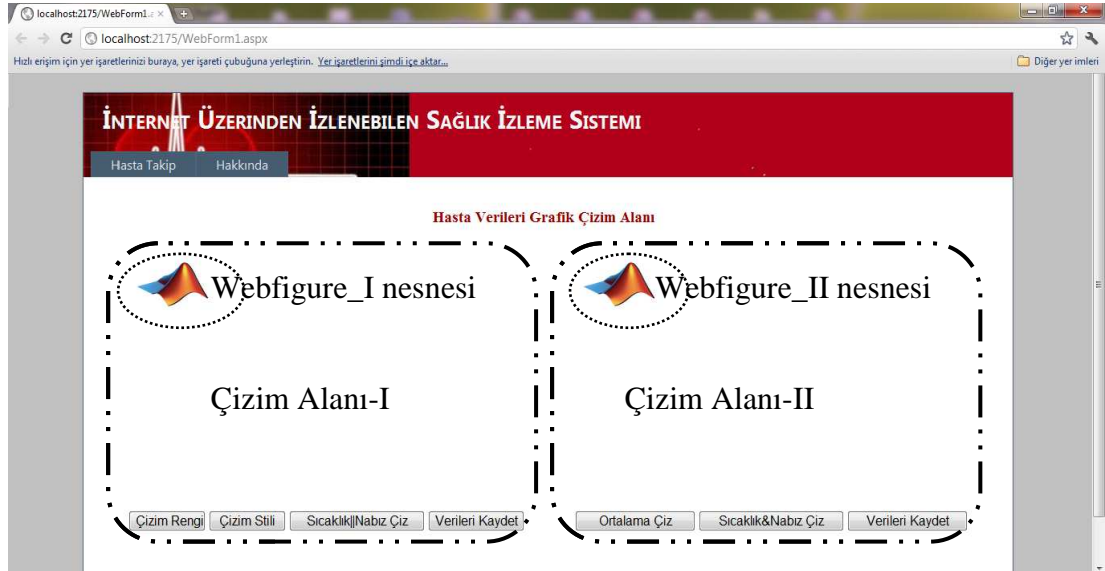 localhost:2175/WebForm1.a
localhost:2175/WebForm1.aspx
Hızlı erişim için yer işaretlerinizi buraya, yer işareti çubuğuna yerleştirin. Yer işaretlerini şimdi içe aktar...
Diğer yer imleri
İNTERNET ÜZERINDEN İZLENEBILEN SAĞLIK İZLEME SISTEMI
Hasta Takip Hakkında
Hasta Verileri Grafik Çizim Alanı
Webfigure_I nesnesi
Webfigure_II nesnesi
Çizim Alanı-I
Çizim Alanı-II
Çizim Rengi Çizim Stili Sıcaklık||Nabız Çiz Verileri Kaydet
Ortalama Çiz Sıcaklık&Nabız Çiz Verileri Kaydet